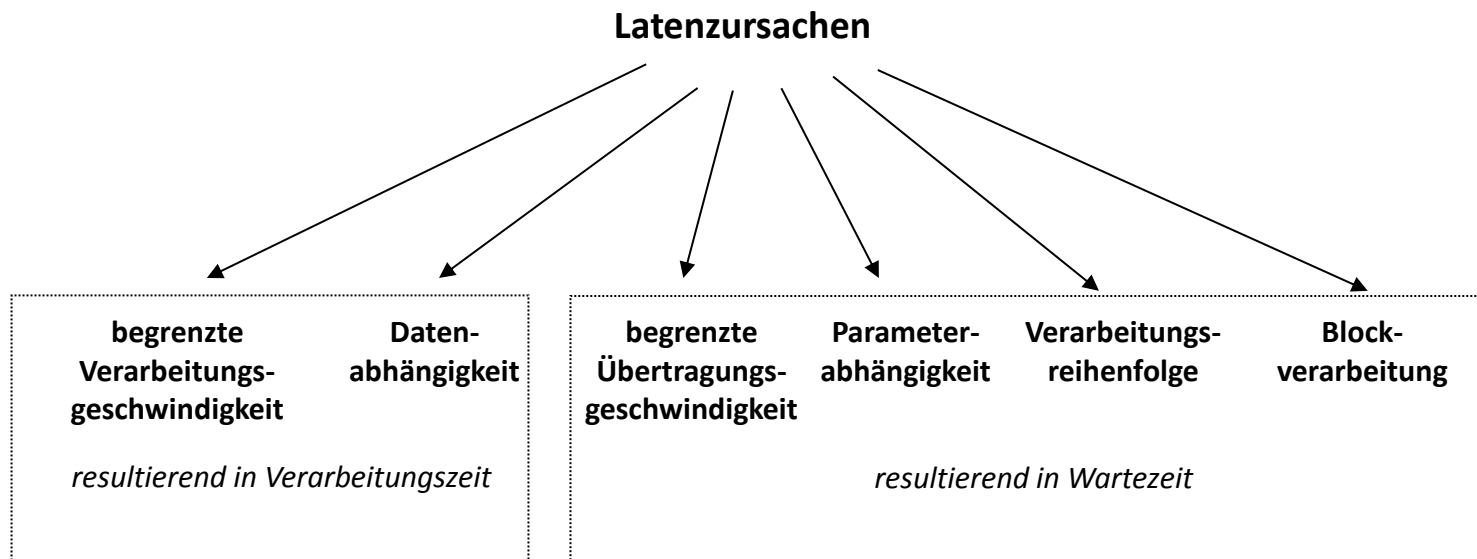 Latenzursachen
begrenzte
Verarbeitungs-
geschwindigkeit
Daten-
abhängigkeit
begrenzte
Übertragungs-
geschwindigkeit
Parameter-
abhängigkeit
Verarbeitungs-
reihenfolge
Block-
verarbeitung
resultierend in Verarbeitungszeit
resultierend in Wartezeit